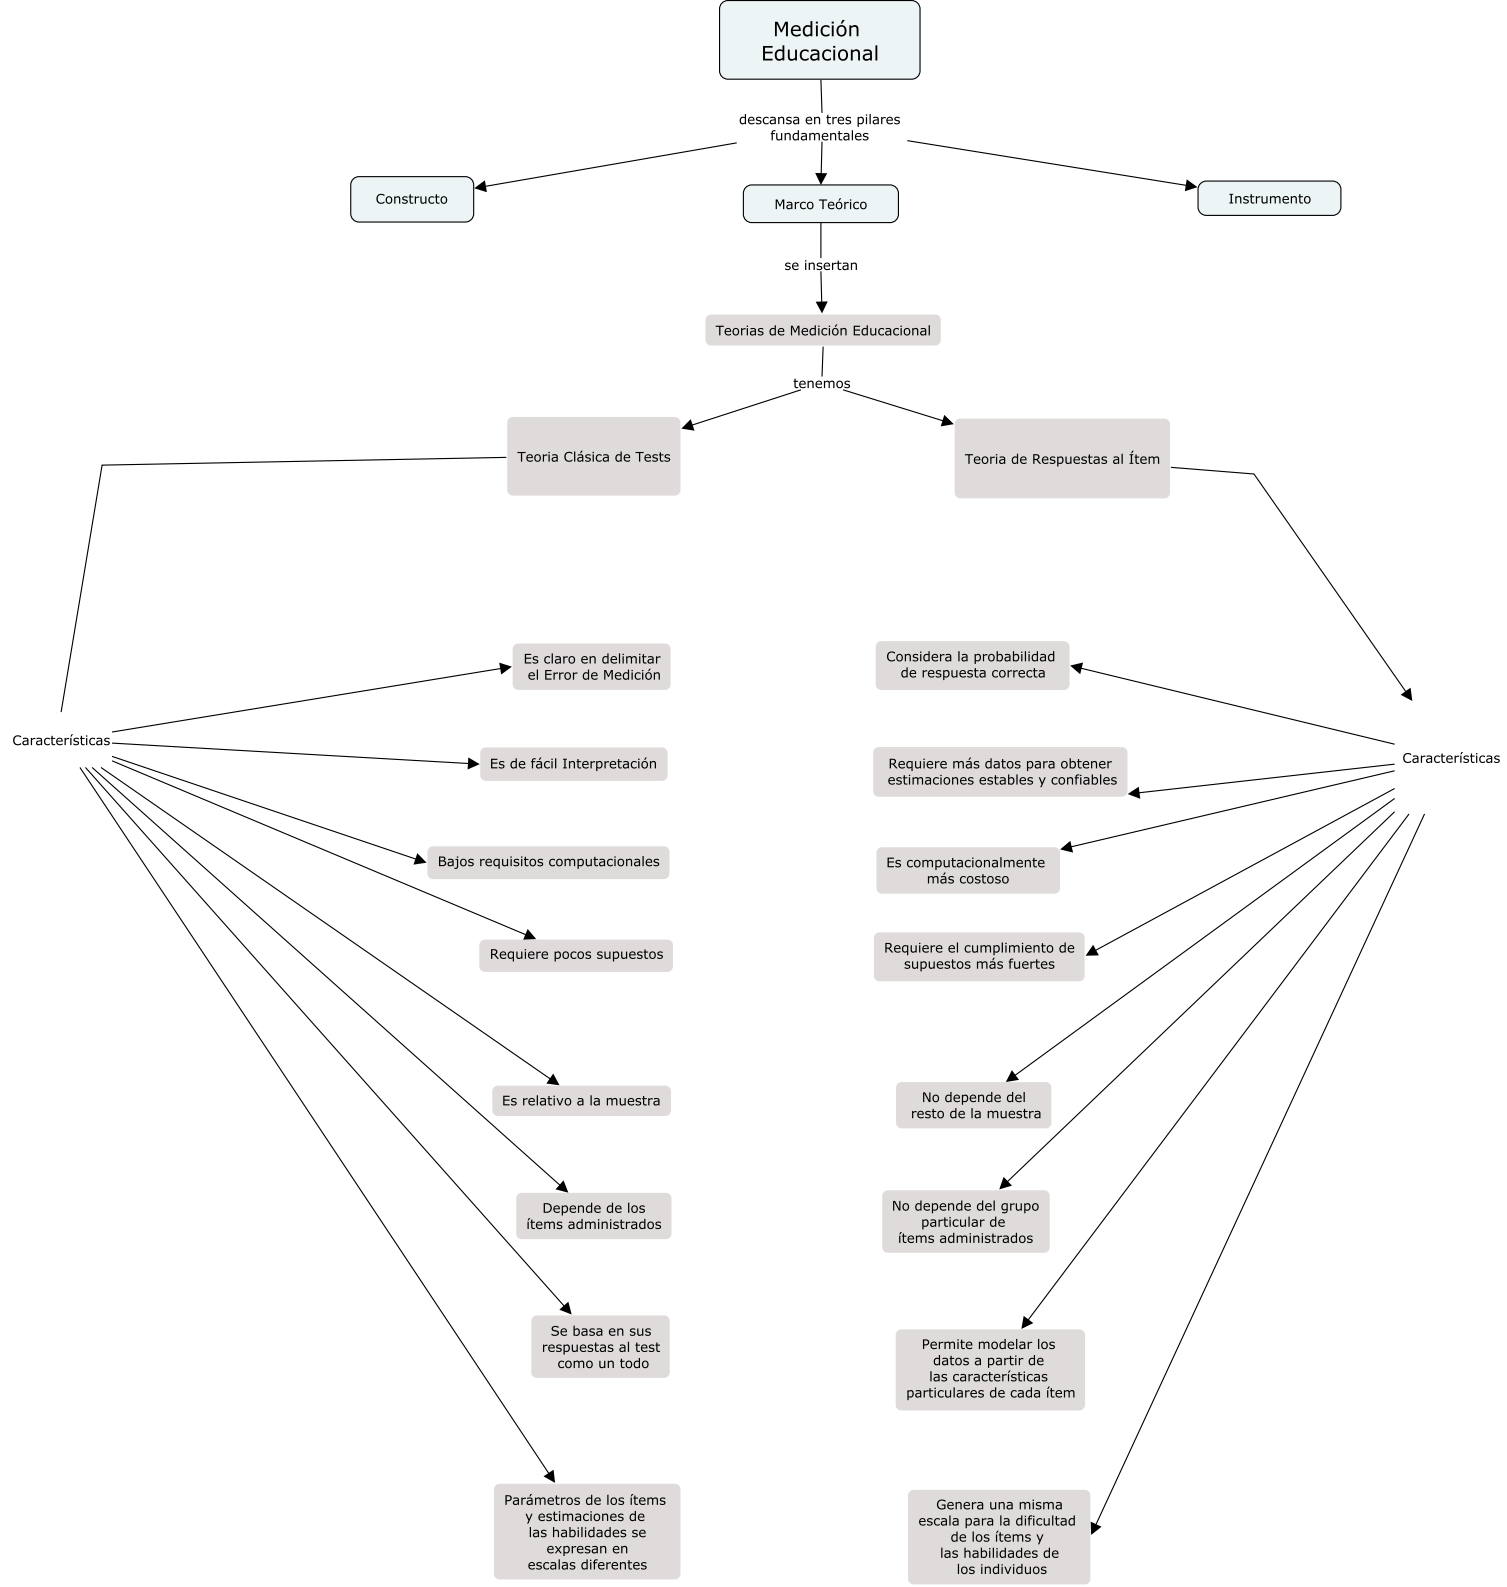 Medición
Educacional
descansa en tres pilares
fundamentales
Constructo
Marco Teórico
Instrumento
se insertan
Teorias de Medición Educacional
tenemos
Teoria Clásica de Tests
Teoria de Respuestas al Ítem
Características
Es claro en delimitar
el Error de Medición
Es de fácil Interpretación
Bajos requisitos computacionales
Requiere pocos supuestos
Es relativo a la muestra
Depende de los
ítems administrados
Se basa en sus
respuestas al test
como un todo
Parámetros de los ítems
y estimaciones de
las habilidades se
expresan en
escalas diferentes
Características
Considera la probabilidad
de respuesta correcta
Requiere más datos para obtener
estimaciones estables y confiables
Es computacionalmente
más costoso
Requiere el cumplimiento de
supuestos más fuertes
No depende del
resto de la muestra
No depende del grupo
particular de
ítems administrados
Permite modelar los
datos a partir de
las características
particulares de cada ítem
Genera una misma
escala para la dificultad
de los ítems y
las habilidades de
los individuos